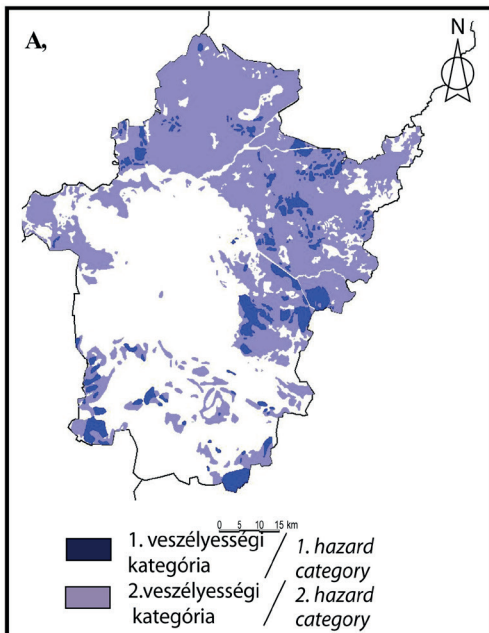 A,
N
0 5 10 15 km
1. veszélyességi
kategória
1. hazard
category
2.veszélyességi
kategória
2. hazard
category